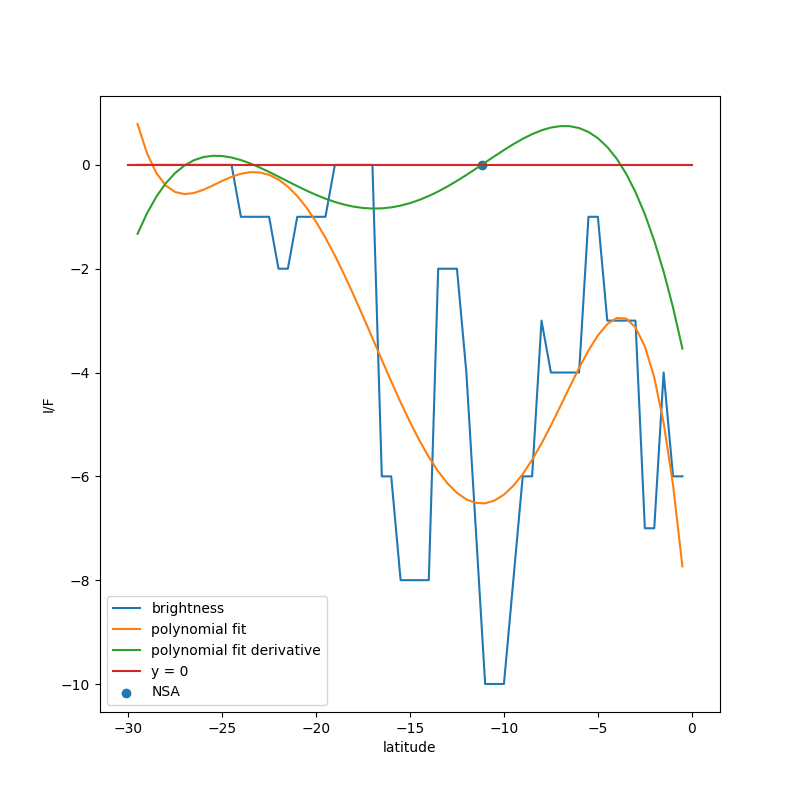 0
−2
−4
−6
−8
−10
I/F
brightness
polynomial fit
polynomial fit derivative
y = 0
NSA
−30
−25
−20
−15
−10
−5
0
latitude